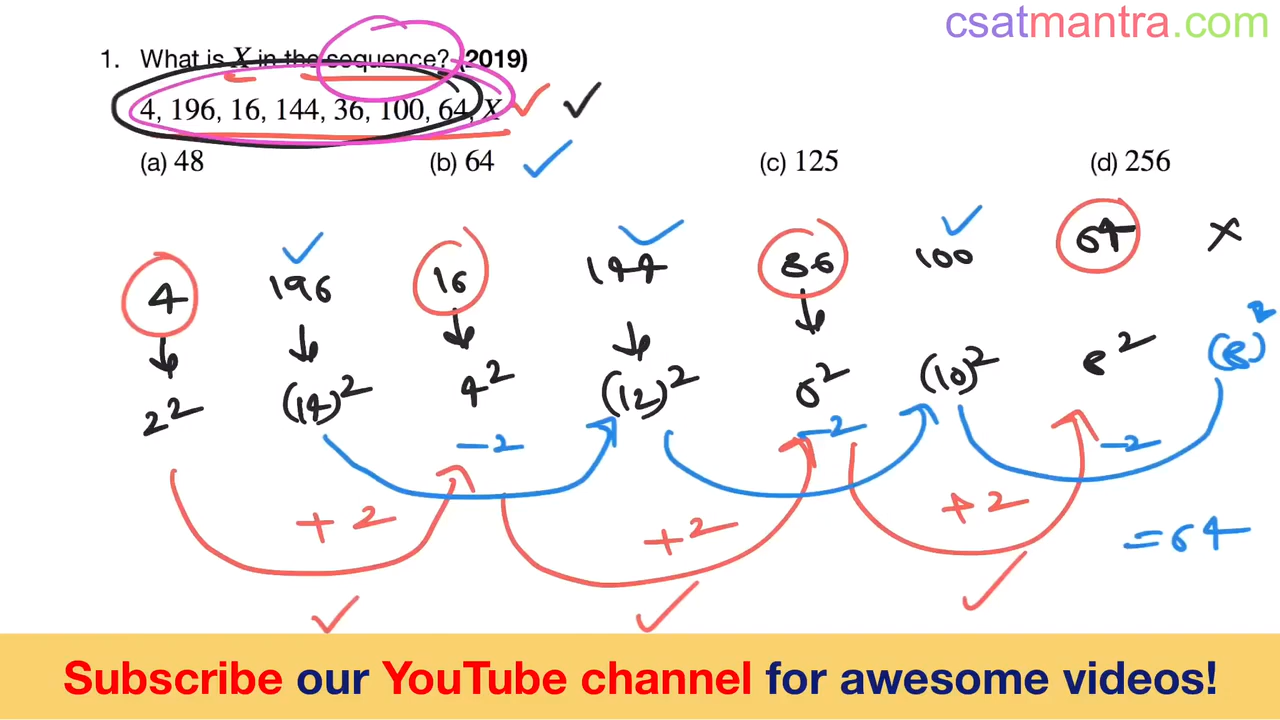 csatmantra.com
1. What is X in the sequence? (2019)
4, 196, 16, 144, 36, 100, 64, X
(a) 48 (b) 64 (c) 125 (d) 256
4 196 16 144 36 100 64 X
2² (14)² 4² (12)² 6² (10)² 8² (8)²
-2 -2 -2
+2 +2 +2
=64
Subscribe our YouTube channel for awesome videos!